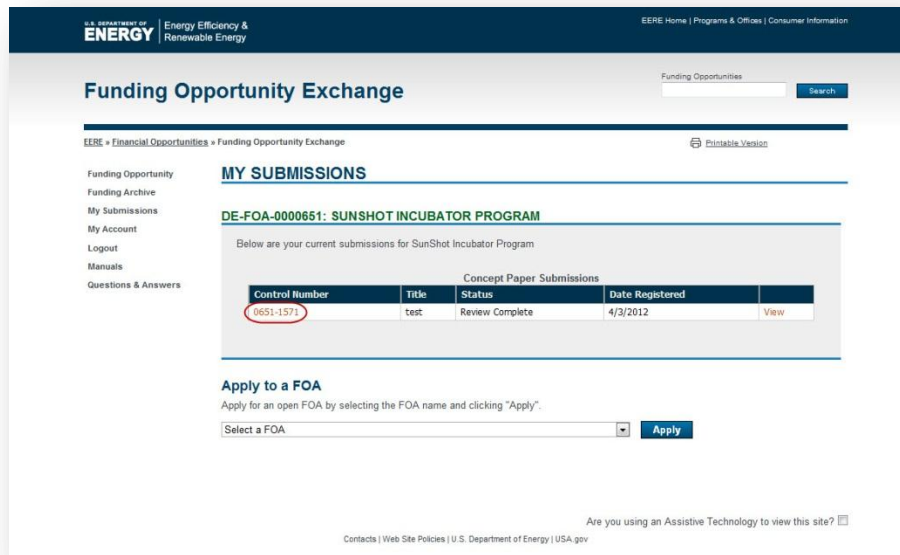 U.S. DEPARTMENT OF
ENERGY
Energy Efficiency &
Renewable Energy
EERE Home | Programs & Offices | Consumer Information
Funding Opportunity Exchange
Funding Opportunities
Search
EERE » Financial Opportunities » Funding Opportunity Exchange
Printable Version
Funding Opportunity
Funding Archive
My Submissions
My Account
Logout
Manuals
Questions & Answers
MY SUBMISSIONS
DE-FOA-0000651: SUNSHOT INCUBATOR PROGRAM
Below are your current submissions for SunShot Incubator Program
Concept Paper Submissions
Control Number Title Status Date Registered
0651-1571 test Review Complete 4/3/2012 View
Apply to a FOA
Apply for an open FOA by selecting the FOA name and clicking "Apply".
Select a FOA
Apply
Are you using an Assistive Technology to view this site?
Contacts | Web Site Policies | U.S. Department of Energy | USA.gov